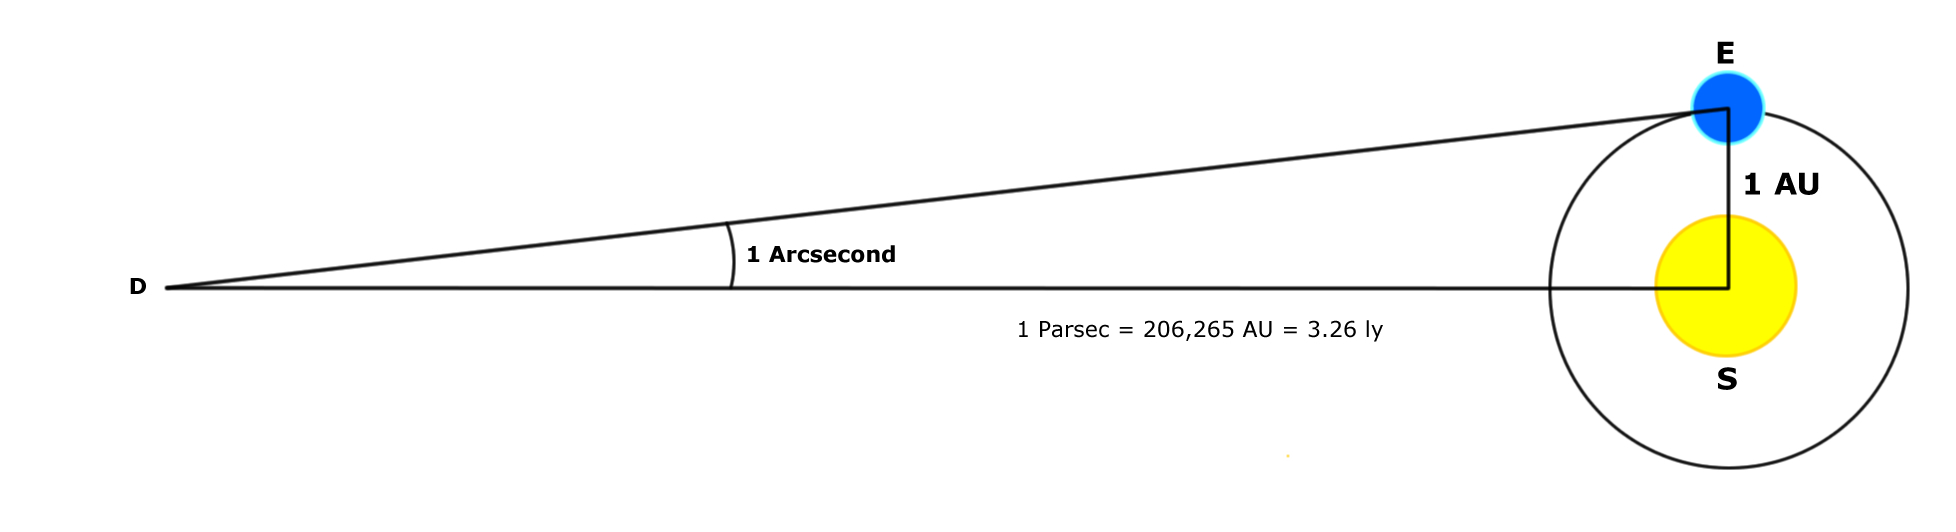 E
1 AU
1 Arcsecond
D
1 Parsec = 206,265 AU = 3.26 ly
S